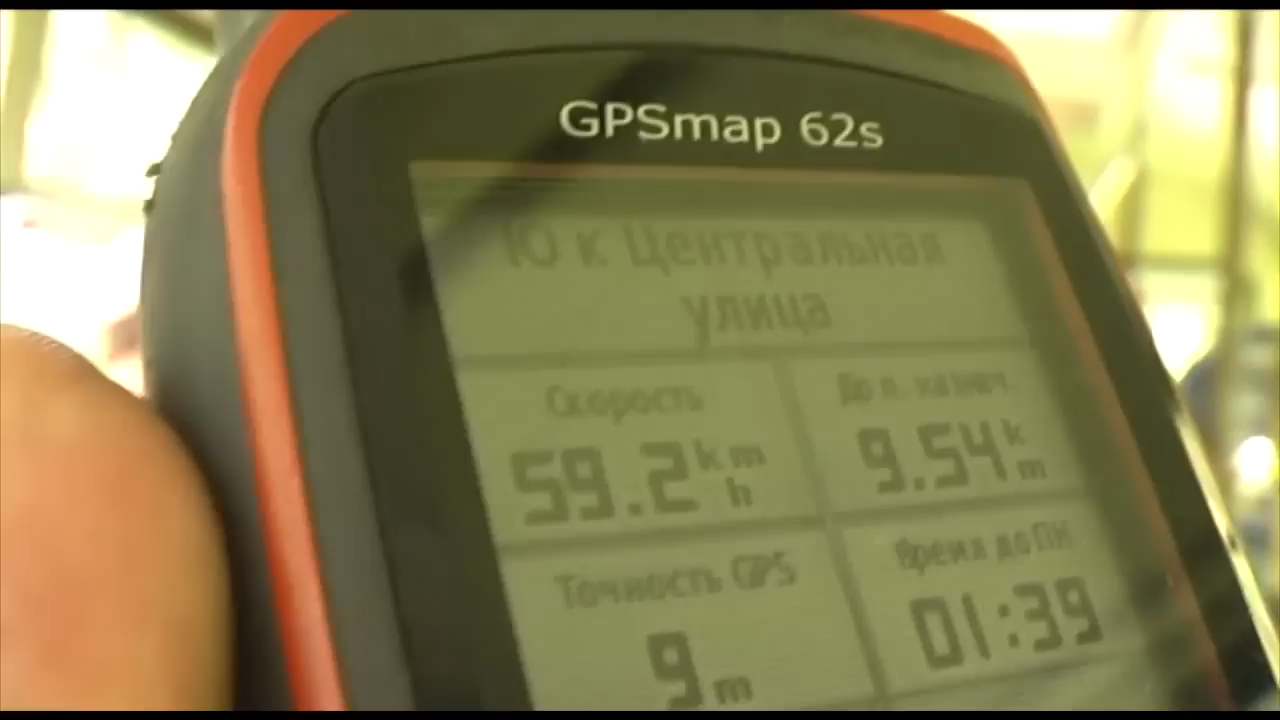 GPSmap 62s
Ю к Центральная
улица
Скорость
До п. назнач.
59.2 km
h
9.54 k
m
Точность GPS
Время до ПН
9 m
01:39